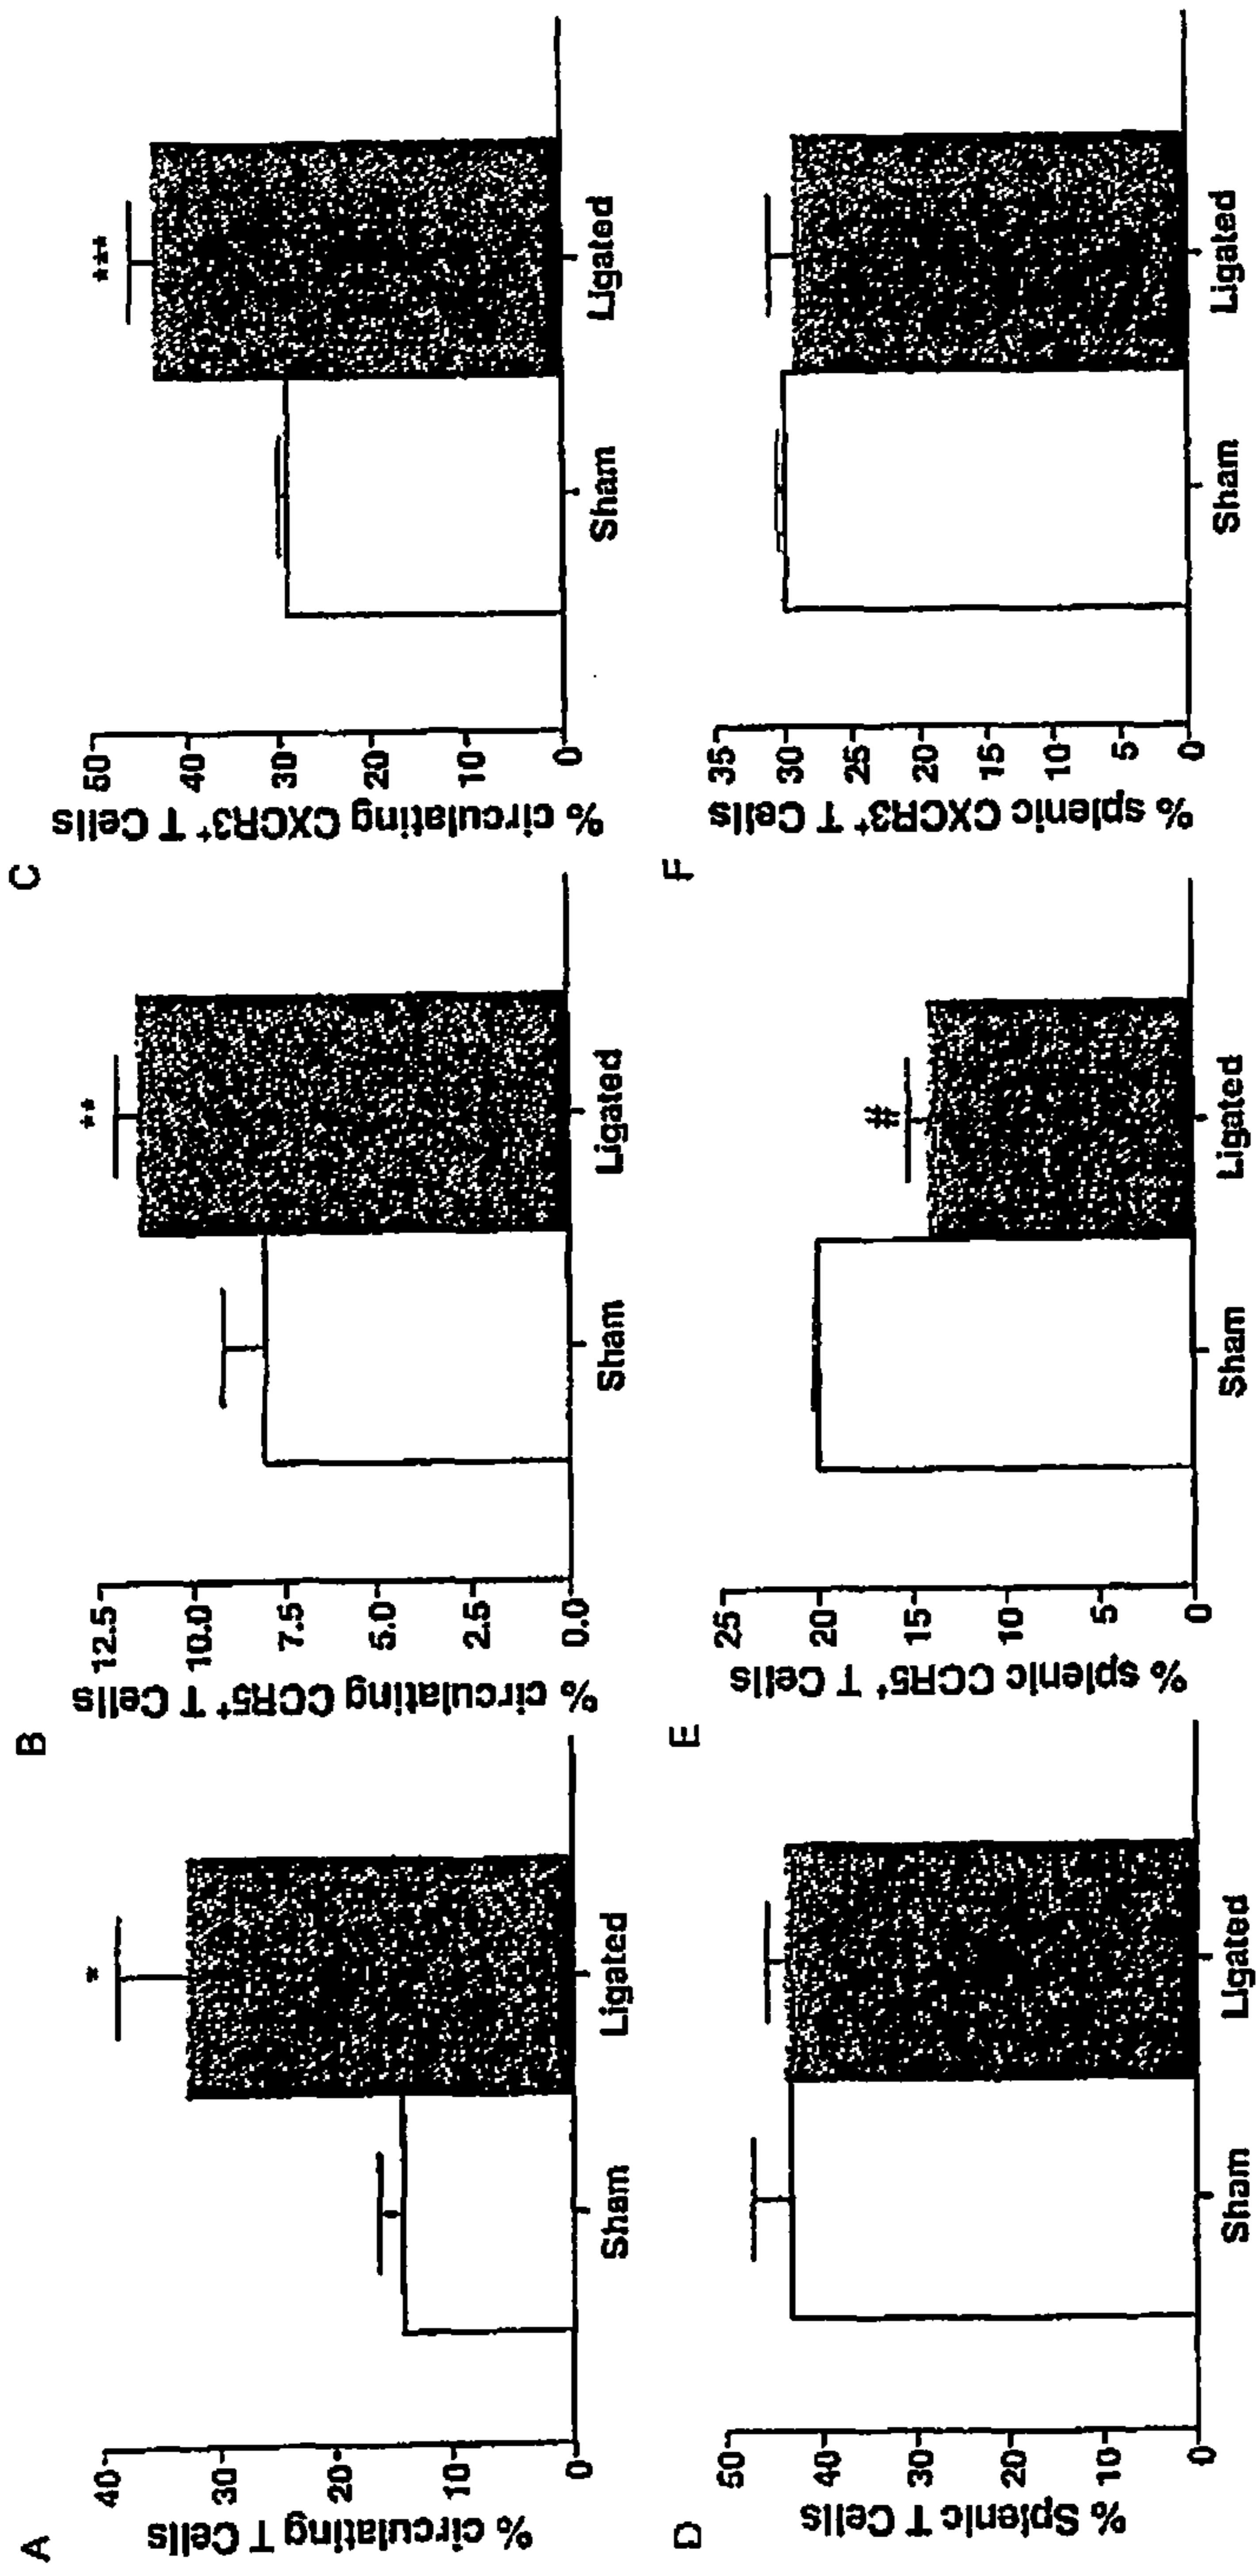 A
% circulating T Cells
40
30
20
10
0
Sham
Ligated
*
B
% circulating CCR5+ T Cells
12.5
10.0
7.5
5.0
2.5
0.0
Sham
Ligated
**
C
% circulating CXCR3+ T Cells
50
40
30
20
10
0
Sham
Ligated
***
D
% Splenic T Cells
50
40
30
20
10
0
Sham
Ligated
E
% splenic CCR5+ T Cells
25
20
15
10
5
0
Sham
Ligated
#
F
% splenic CXCR3+ T Cells
35
30
25
20
15
10
5
0
Sham
Ligated